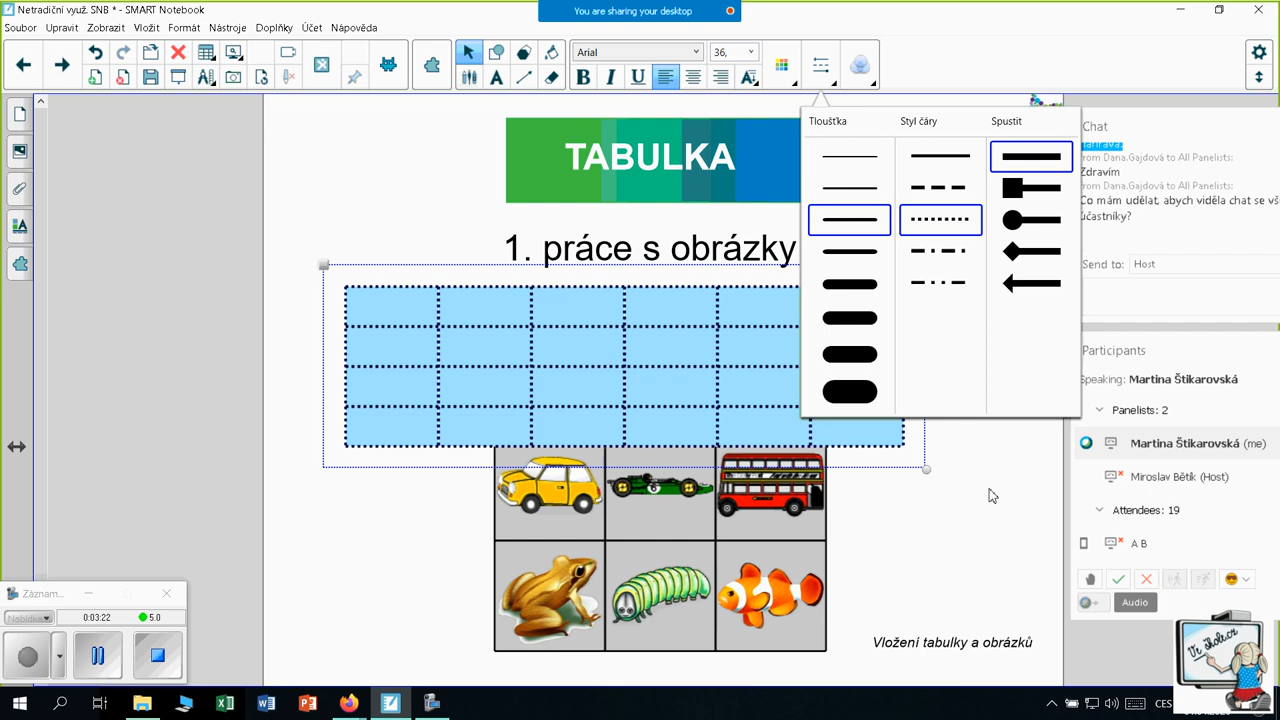 Netradiční využ. SNB * - SMART Notebook
You are sharing your desktop
Soubor Upravit Zobrazit Vložit Formát Nástroje Doplňky Účet Nápověda
Arial
36,
B I U
Tloušťka Styl čáry Spustit
TABULKA
1. práce s obrázky
Chat
from Dana.Gajdová to All Panelists:
Zdravím
from Dana.Gajdová to All Panelists:
Co mám udělat, abych viděla chat se vš
účastníky?
Send to: Host
Participants
Speaking: Martina Štikarovská
Panelists: 2
Martina Štikarovská (me)
Miroslav Bětík (Host)
Attendees: 19
A B
Audio
Záznam...
Nabídka
0:03:22
5.0
Vložení tabulky a obrázků
Ve škole.cz
CES